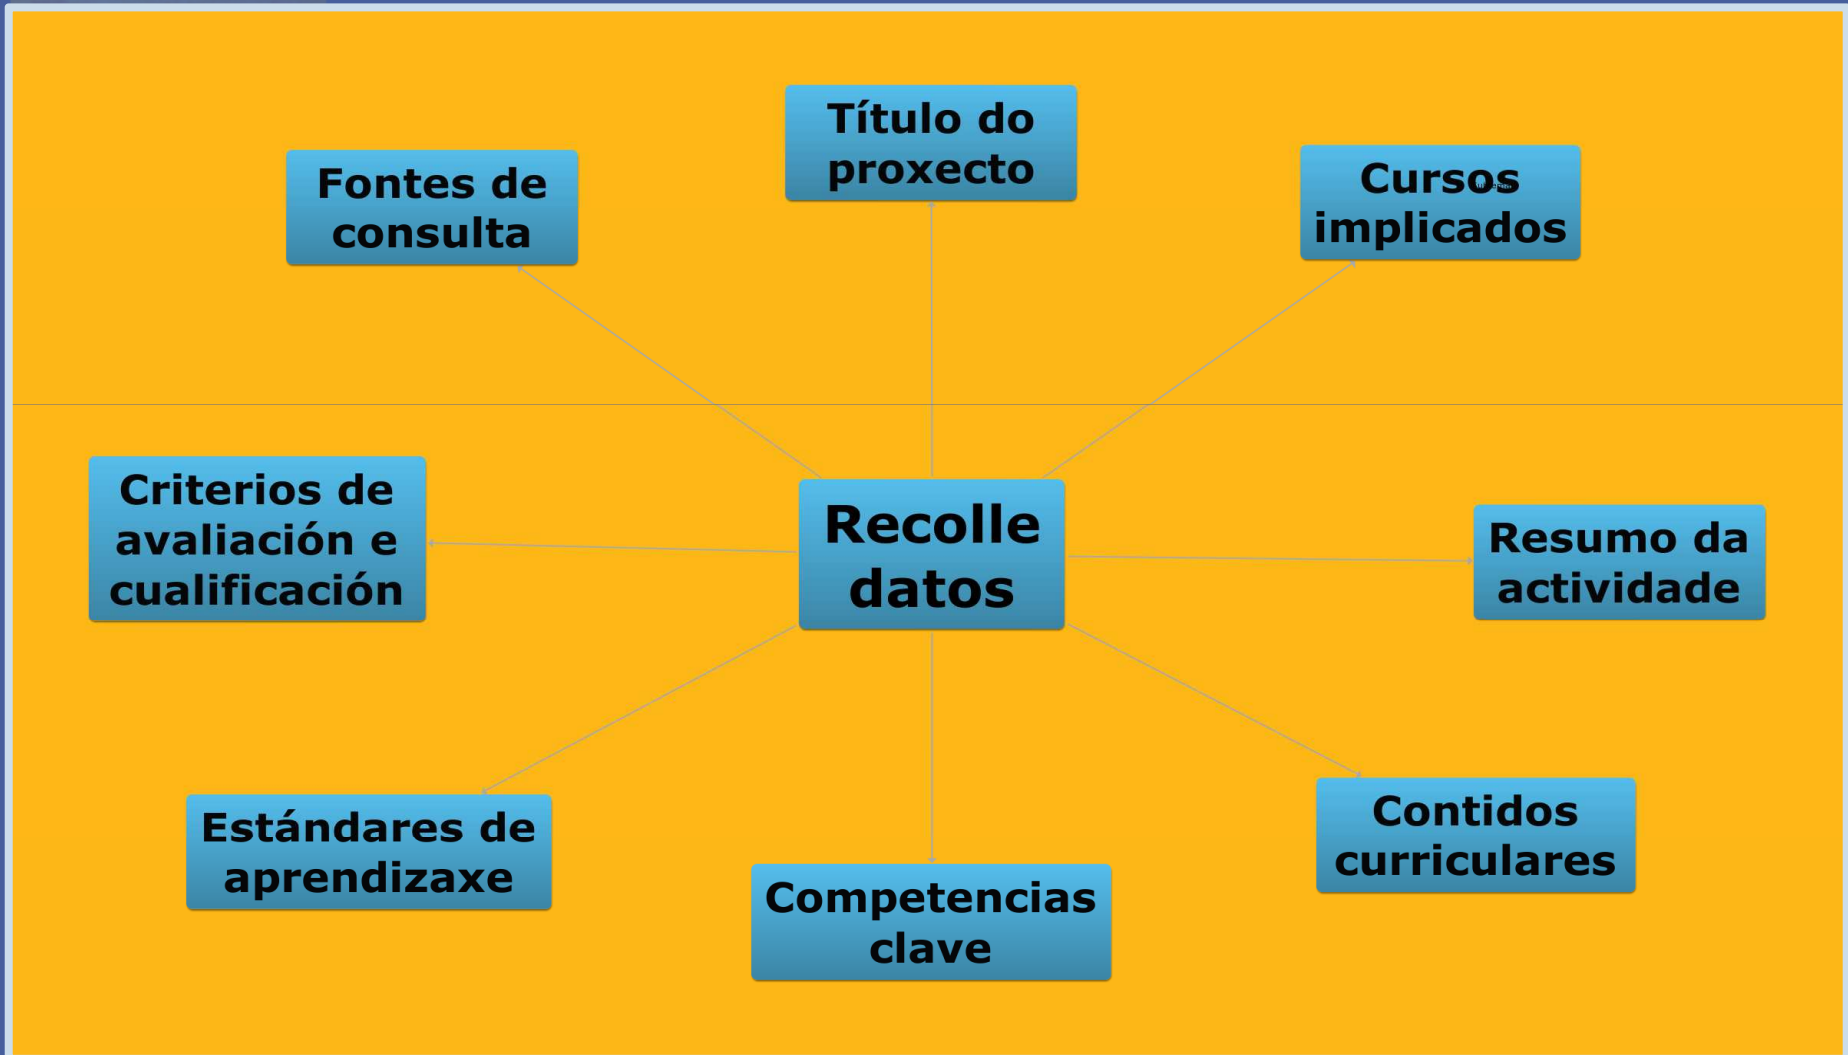 Título do
proxecto
Fontes de
consulta
Cursos
implicados
Criterios de
avaliación e
cualificación
Recolle
datos
Resumo da
actividade
Estándares de
aprendizaxe
Competencias
clave
Contidos
curriculares